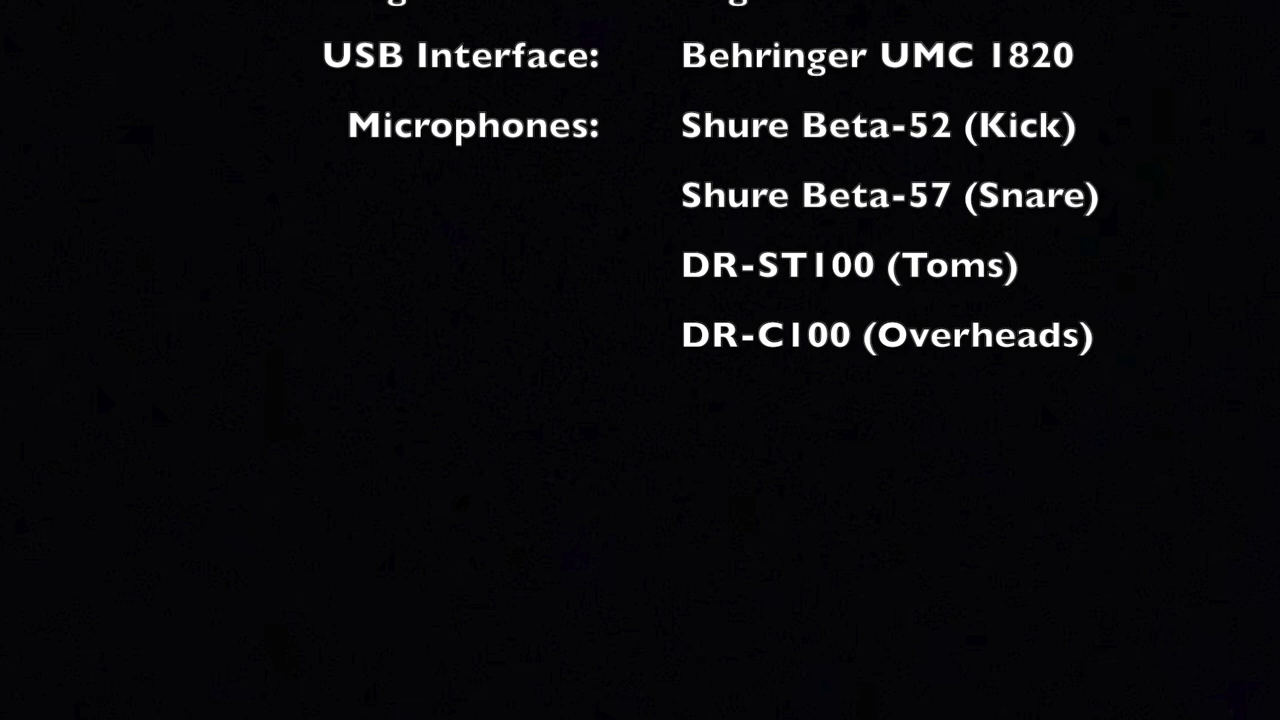 USB Interface: Behringer UMC 1820
Microphones: Shure Beta-52 (Kick)
Shure Beta-57 (Snare)
DR-ST100 (Toms)
DR-C100 (Overheads)